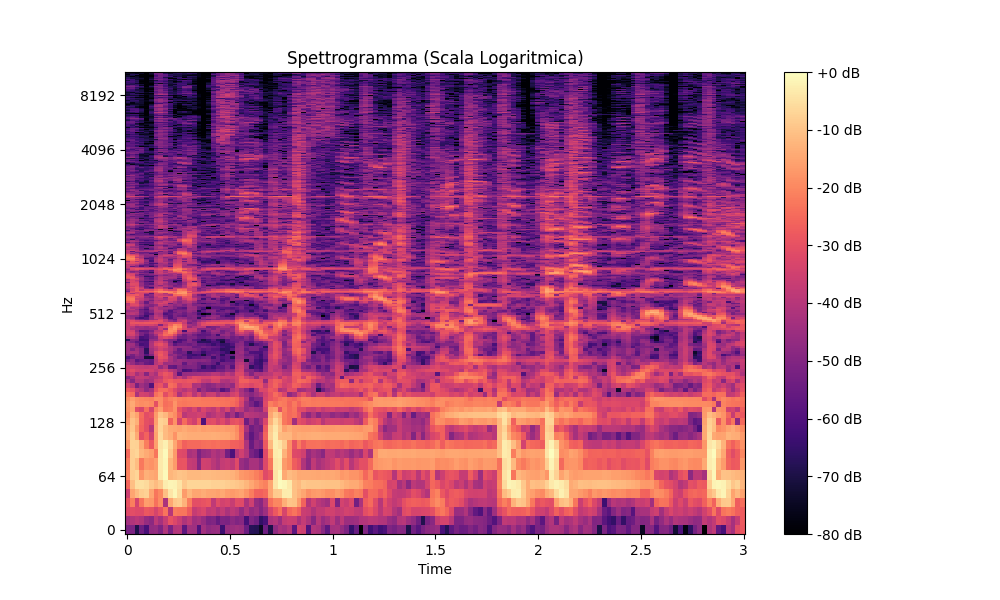 Spettrogramma (Scala Logaritmica)
8192
4096
2048
1024
512
256
128
64
0
Hz
0
0.5
1
1.5
2
2.5
3
Time
+0 dB
-10 dB
-20 dB
-30 dB
-40 dB
-50 dB
-60 dB
-70 dB
-80 dB